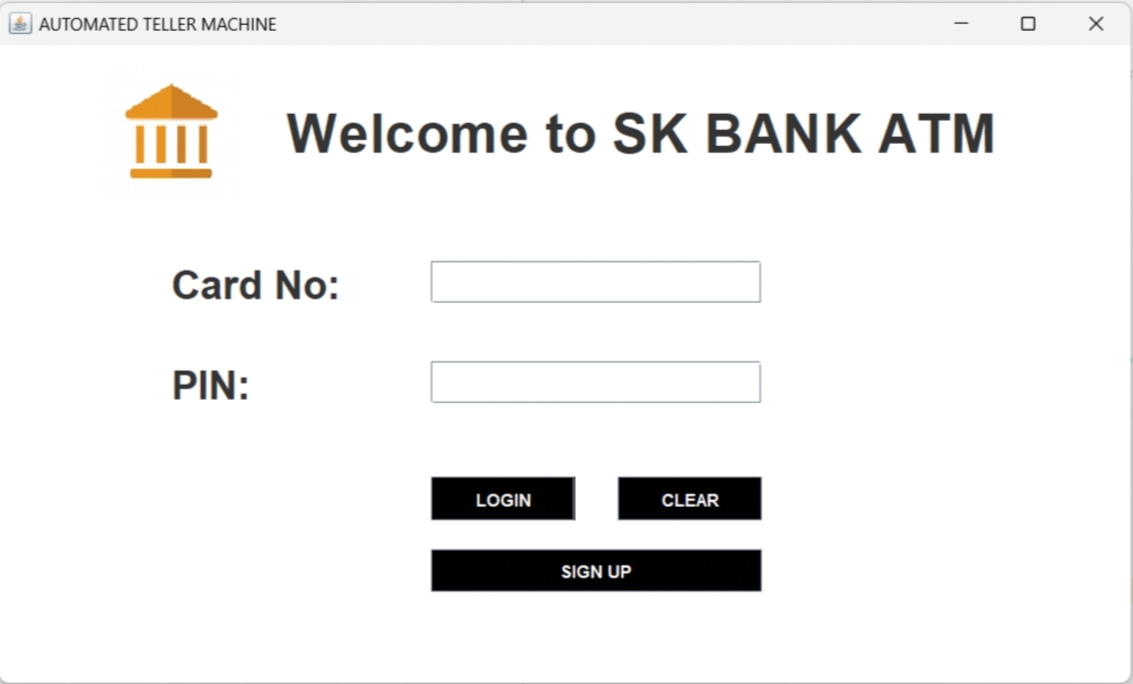 AUTOMATED TELLER MACHINE
Welcome to SK BANK ATM
Card No:
PIN:
LOGIN
CLEAR
SIGN UP